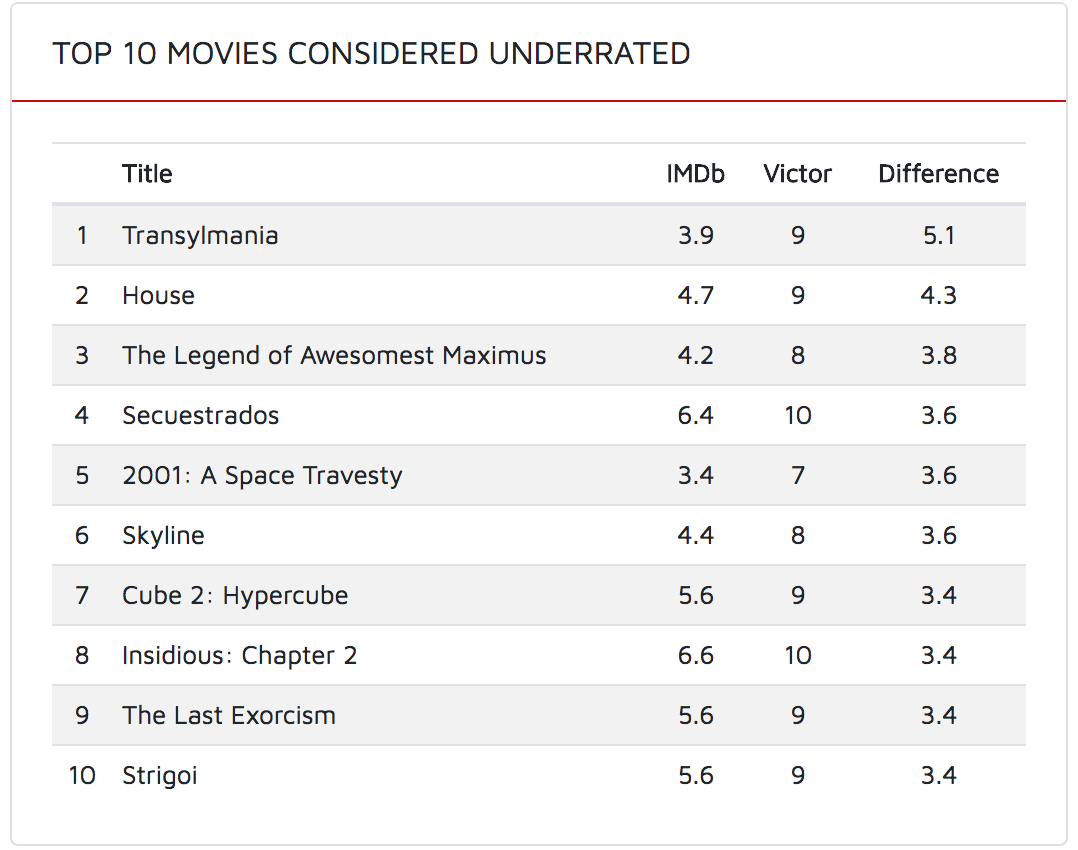 TOP 10 MOVIES CONSIDERED UNDERRATED
Title IMDb Victor Difference
1 Transylmania 3.9 9 5.1
2 House 4.7 9 4.3
3 The Legend of Awesomest Maximus 4.2 8 3.8
4 Secuestrados 6.4 10 3.6
5 2001: A Space Travesty 3.4 7 3.6
6 Skyline 4.4 8 3.6
7 Cube 2: Hypercube 5.6 9 3.4
8 Insidious: Chapter 2 6.6 10 3.4
9 The Last Exorcism 5.6 9 3.4
10 Strigoi 5.6 9 3.4